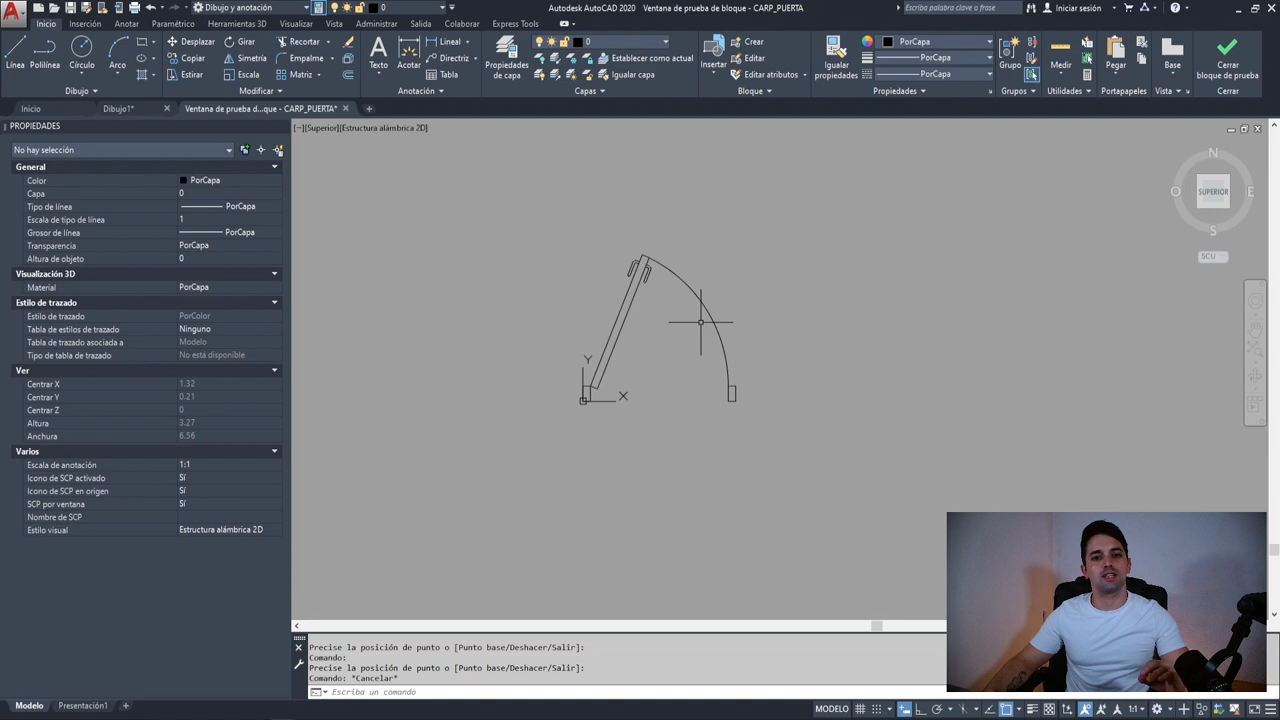 Dibujo y anotación
0
Autodesk AutoCAD 2020 - Ventana de prueba de bloque - CARP_PUERTA
Escriba palabra clave o frase
Iniciar sesión
Inicio Inserción Anotar Paramétrico Herramientas 3D Visualizar Vista Administrar Salida Colaborar Express Tools
Línea Polilínea Círculo Arco
Desplazar Girar Recortar
Copiar Simetría Empalme
Estirar Escala Matriz
Texto Acotar
Lineal
Directriz
Tabla
Propiedades de capa
0
Establecer como actual
Igualar capa
Insertar
Crear
Editar
Editar atributos
Igualar propiedades
PorCapa
PorCapa
PorCapa
Grupo
Medir
Pegar
Base
Cerrar bloque de prueba
Dibujo Modificar Anotación Capas Bloque Propiedades Grupos Utilidades Portapapeles Vista Cerrar
Inicio Dibujo1* Ventana de prueba d...que - CARP_PUERTA*
PROPIEDADES
No hay selección
General
Color PorCapa
Capa 0
Tipo de línea PorCapa
Escala de tipo de línea 1
Grosor de línea PorCapa
Transparencia PorCapa
Altura de objeto 0
Visualización 3D
Material PorCapa
Estilo de trazado
Estilo de trazado PorColor
Tabla de estilos de trazado Ninguno
Tabla de trazado asociada a Modelo
Tipo de tabla de trazado No está disponible
Ver
Centrar X 1.32
Centrar Y 0.21
Centrar Z 0
Altura 3.27
Anchura 6.56
Varios
Escala de anotación 1:1
Icono de SCP activado Sí
Icono de SCP en origen Sí
SCP por ventana Sí
Nombre de SCP
Estilo visual Estructura alámbrica 2D
[−][Superior][Estructura alámbrica 2D]
N
O SUPERIOR E
S
SCU
Y
X
Precise la posición de punto o [Punto base/Deshacer/Salir]:
Comando:
Precise la posición de punto o [Punto base/Deshacer/Salir]:
Comando: *Cancelar*
Escriba un comando
Modelo Presentación1 +
MODELO
1:1